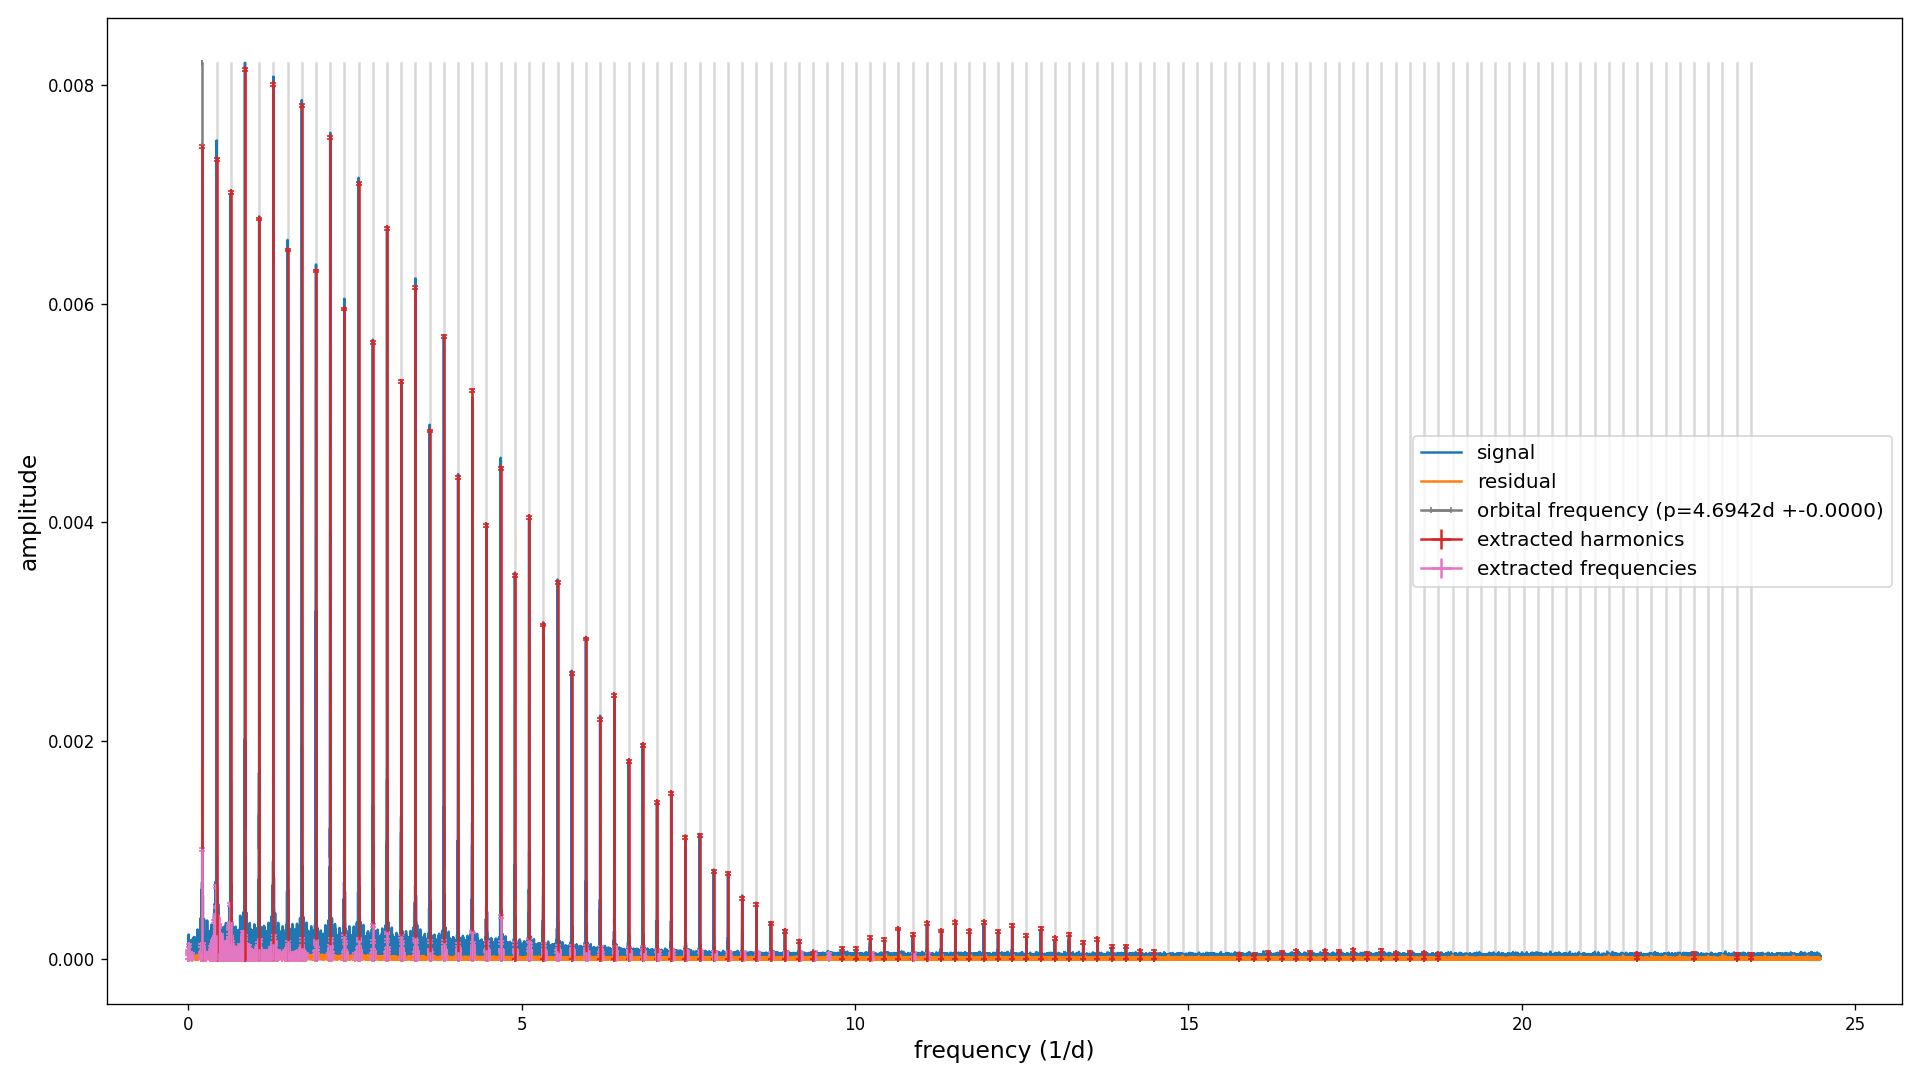 0.008
0.006
0.004
0.002
0.000
amplitude
signal
residual
orbital frequency (p=4.6942d +-0.0000)
extracted harmonics
extracted frequencies
0 5 10 15 20 25
frequency (1/d)